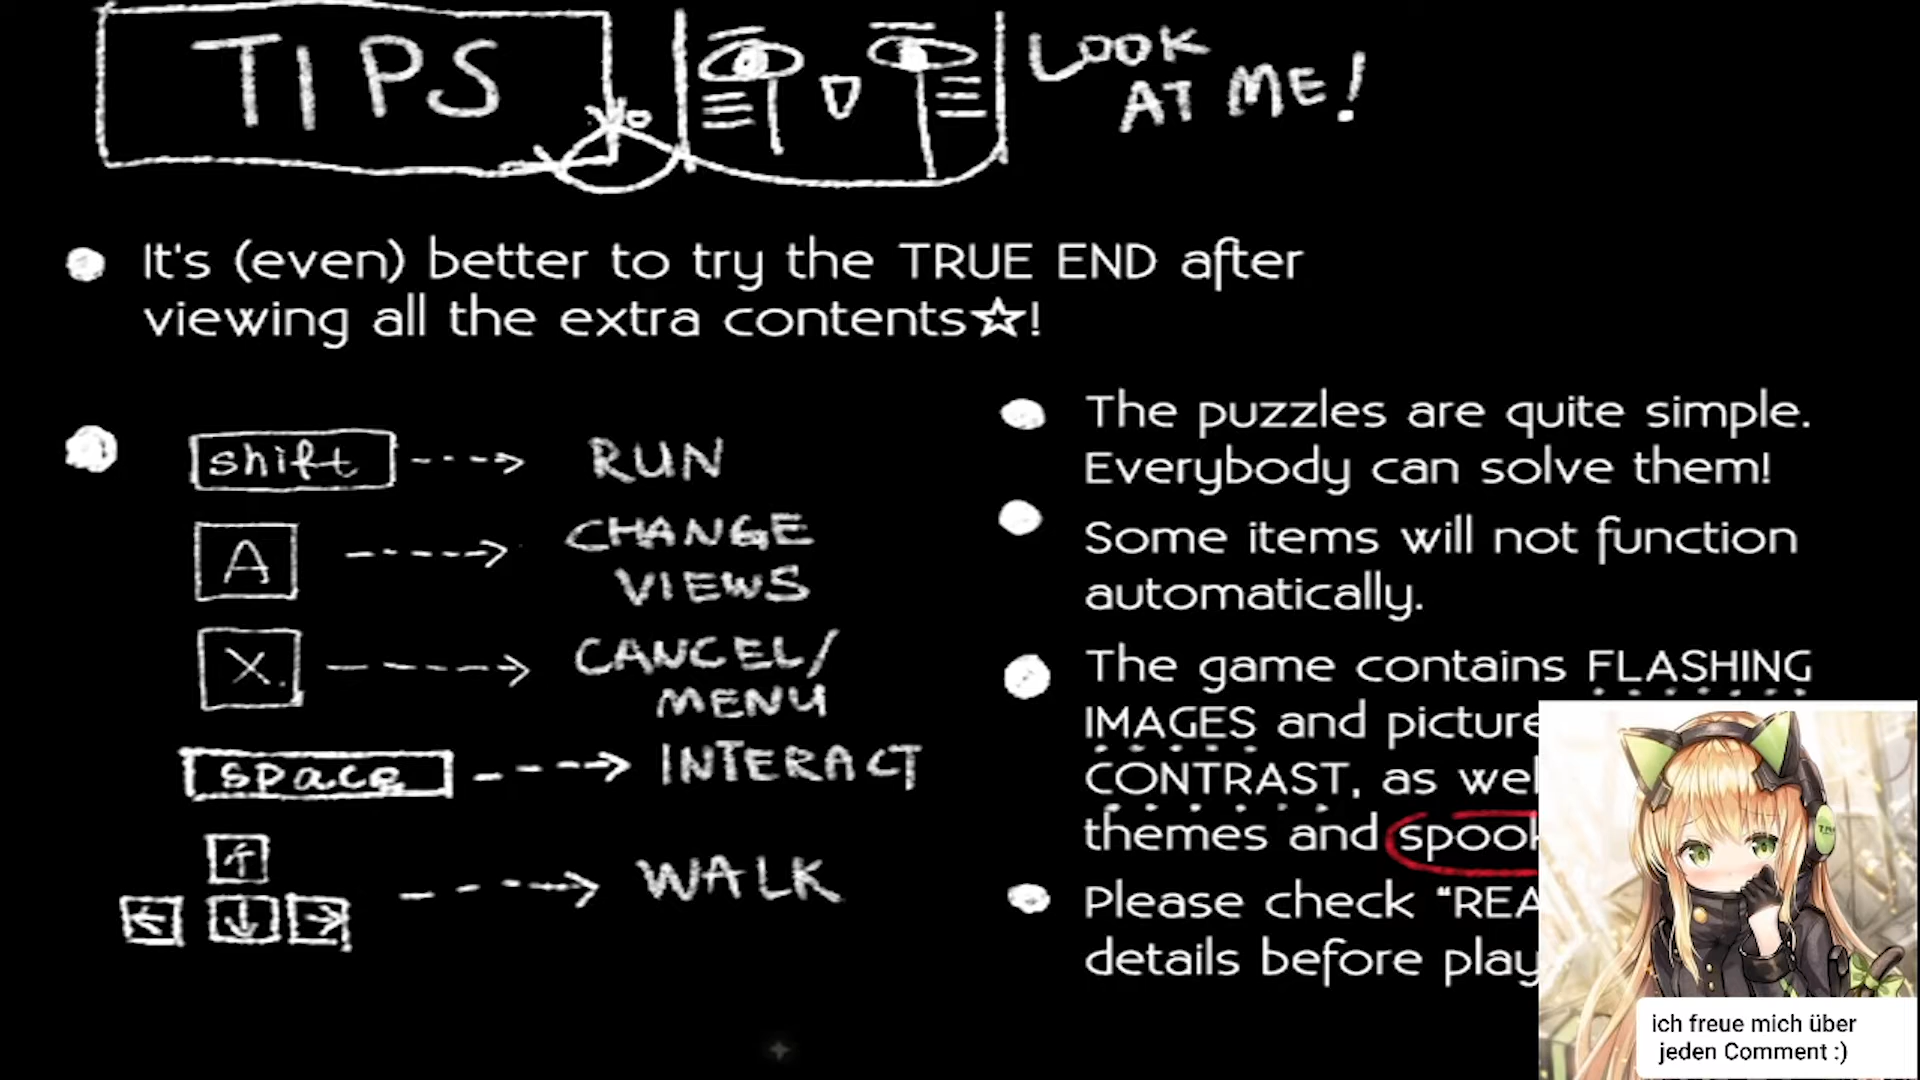 TIPS
LOOK
AT ME!
It's (even) better to try the TRUE END after
viewing all the extra contents☆!
shift RUN
A CHANGE
VIEWS
X CANCEL/
MENU
space INTERACT
↑
← ↓ → WALK
The puzzles are quite simple.
Everybody can solve them!
Some items will not function
automatically.
The game contains FLASHING
IMAGES and picture
CONTRAST, as
themes and
Please check
details before play
ich freue mich über
jeden Comment :)